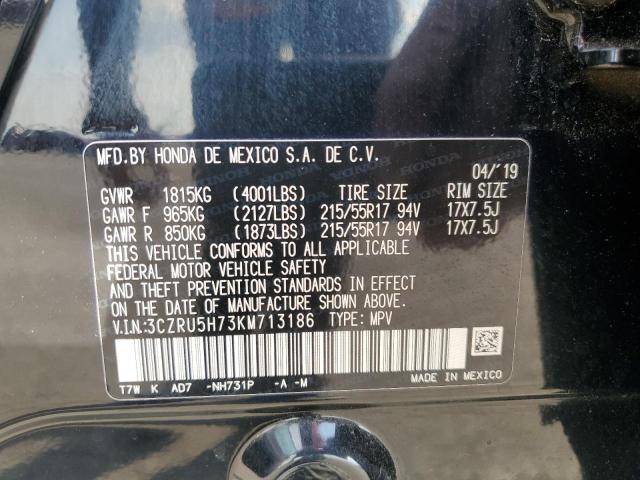 MFD.BY HONDA DE MEXICO S.A. DE C.V.
04/'19
GVWR 1815KG (4001LBS) TIRE SIZE RIM SIZE
GAWR F 965KG (2127LBS) 215/55R17 94V 17X7.5J
GAWR R 850KG (1873LBS) 215/55R17 94V 17X7.5J
THIS VEHICLE CONFORMS TO ALL APPLICABLE
FEDERAL MOTOR VEHICLE SAFETY
AND THEFT PREVENTION STANDARDS IN EFFECT
ON THE DATE OF MANUFACTURE SHOWN ABOVE.
V.I.N.:3CZRU5H73KM713186 TYPE: MPV
T7W K AD7 -NH731P -A -M
MADE IN MEXICO